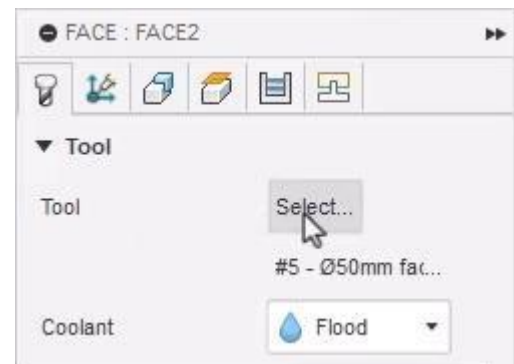 FACE : FACE2
Tool
Tool Select...
#5 - Ø50mm fac...
Coolant Flood